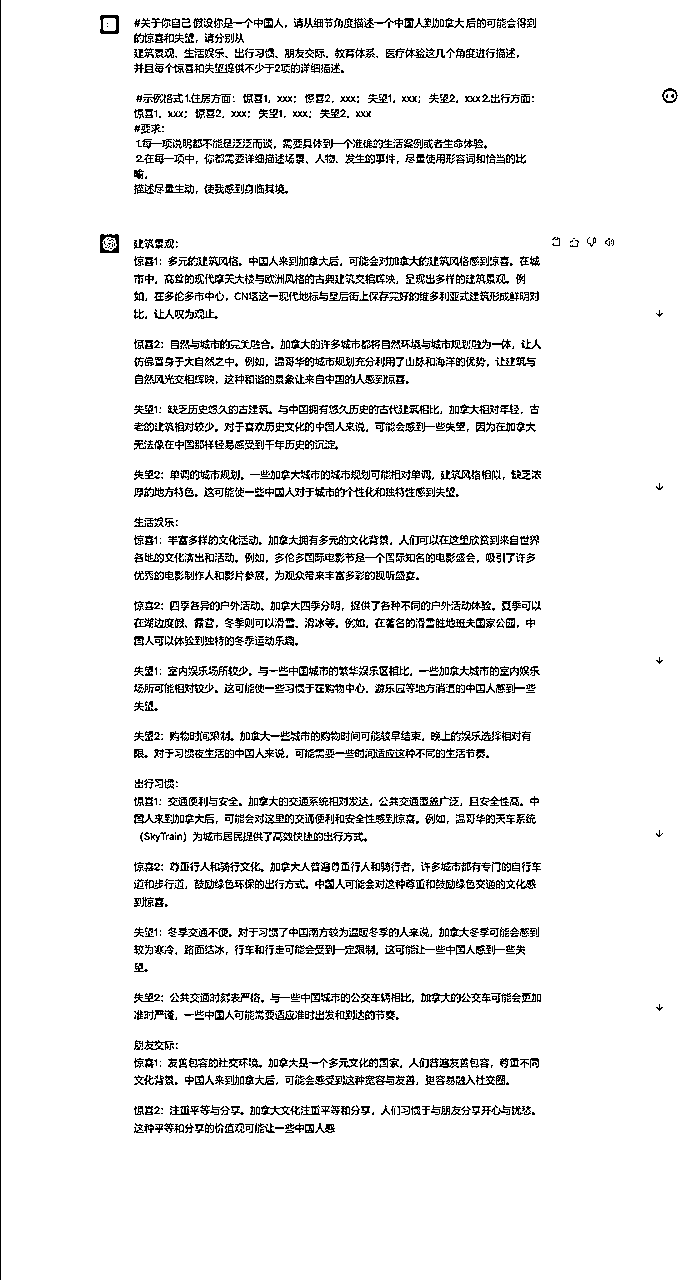 #关于你自己 假设你是一个中国人，请从细节角度描述一个中国人到加拿大后的可能会得到
的惊喜和失望，请分别从
建筑景观、生活娱乐、出行习惯、朋友交际、教育体系、医疗体验这几个角度进行描述，
并且每个惊喜和失望提供不少于2项的详细描述。
#示例格式1.住房方面：惊喜1，xxx；惊喜2，xxx；失望1，xxx；失望2，xxx 2.出行方面：
惊喜1，xxx；惊喜2，xxx；失望1，xxx；失望2，xxx
#要求：
1.每一项说明都不能是泛泛而谈，需要具体到一个准确的生活案例或者生命体验。
2.在每一项中，你都需要详细描述场景、人物、发生的事件，尽量使用形容词和恰当的比
喻。
描述尽量生动，使我感到身临其境。
建筑景观：
惊喜1：多元的建筑风格。中国人来到加拿大后，可能会对加拿大的建筑风格感到惊喜。在城
市中，高耸的现代摩天大楼与欧洲风格的古典建筑交相辉映，呈现出多样的建筑景观。例
如，在多伦多市中心，CN塔这一现代地标与皇后街上保存完好的维多利亚式建筑形成鲜明对
比，让人叹为观止。
惊喜2：自然与城市的完美融合。加拿大的许多城市都将自然环境与城市规划融为一体，让人
仿佛置身于大自然之中。例如，温哥华的城市规划充分利用了山脉和海洋的优势，让建筑与
自然风光交相辉映，这种和谐的景象让来自中国的人感到惊喜。
失望1：缺乏历史悠久的古建筑。与中国拥有悠久历史的古代建筑相比，加拿大相对年轻，古
老的建筑相对较少。对于喜欢历史文化的中国人来说，可能会感到一些失望，因为在加拿大
无法像在中国那样轻易感受到千年历史的沉淀。
失望2：单调的城市规划。一些加拿大城市的城市规划可能相对单调，建筑风格相似，缺乏浓
厚的地方特色。这可能使一些中国人对于城市的个性化和独特性感到失望。
生活娱乐：
惊喜1：丰富多样的文化活动。加拿大拥有多元的文化背景，人们可以在这里欣赏到来自世界
各地的文化演出和活动。例如，多伦多国际电影节是一个国际知名的电影盛会，吸引了许多
优秀的电影制作人和影片参展，为观众带来丰富多彩的视听盛宴。
惊喜2：四季各异的户外活动。加拿大四季分明，提供了各种不同的户外活动体验。夏季可以
在湖边度假、露营，冬季则可以滑雪、滑冰等。例如，在著名的滑雪胜地班夫国家公园，中
国人可以体验到独特的冬季运动乐趣。
失望1：室内娱乐场所较少。与一些中国城市的繁华娱乐区相比，一些加拿大城市的室内娱乐
场所可能相对较少。这可能使一些习惯于在购物中心、游乐园等地方消遣的中国人感到一些
失望。
失望2：购物时间限制。加拿大一些城市的购物时间可能较早结束，晚上的娱乐选择相对有
限。对于习惯夜生活的中国人来说，可能需要一些时间适应这种不同的生活节奏。
出行习惯：
惊喜1：交通便利与安全。加拿大的交通系统相对发达，公共交通覆盖广泛，且安全性高。中
国人来到加拿大后，可能会对这里的交通便利和安全性感到惊喜。例如，温哥华的天车系统
（SkyTrain）为城市居民提供了高效快捷的出行方式。
惊喜2：尊重行人和骑行文化。加拿大人普遍尊重行人和骑行者，许多城市都有专门的自行车
道和步行道，鼓励绿色环保的出行方式。中国人可能会对这种尊重和鼓励绿色交通的文化感
到惊喜。
失望1：冬季交通不便。对于习惯了中国南方较为温暖冬季的人来说，加拿大冬季可能会感到
较为寒冷，路面结冰，行车和行走可能会受到一定限制，这可能让一些中国人感到一些失
望。
失望2：公共交通时刻表严格。与一些中国城市的公交车辆相比，加拿大的公交车可能会更加
准时严谨，一些中国人可能需要适应准时出发和到达的节奏。
朋友交际：
惊喜1：友善包容的社交环境。加拿大是一个多元文化的国家，人们普遍友善包容，尊重不同
文化背景。中国人来到加拿大后，可能会感受到这种宽容与友善，更容易融入社交圈。
惊喜2：注重平等与分享。加拿大文化注重平等和分享，人们习惯于与朋友分享开心与忧愁。
这种平等和分享的价值观可能让一些中国人感